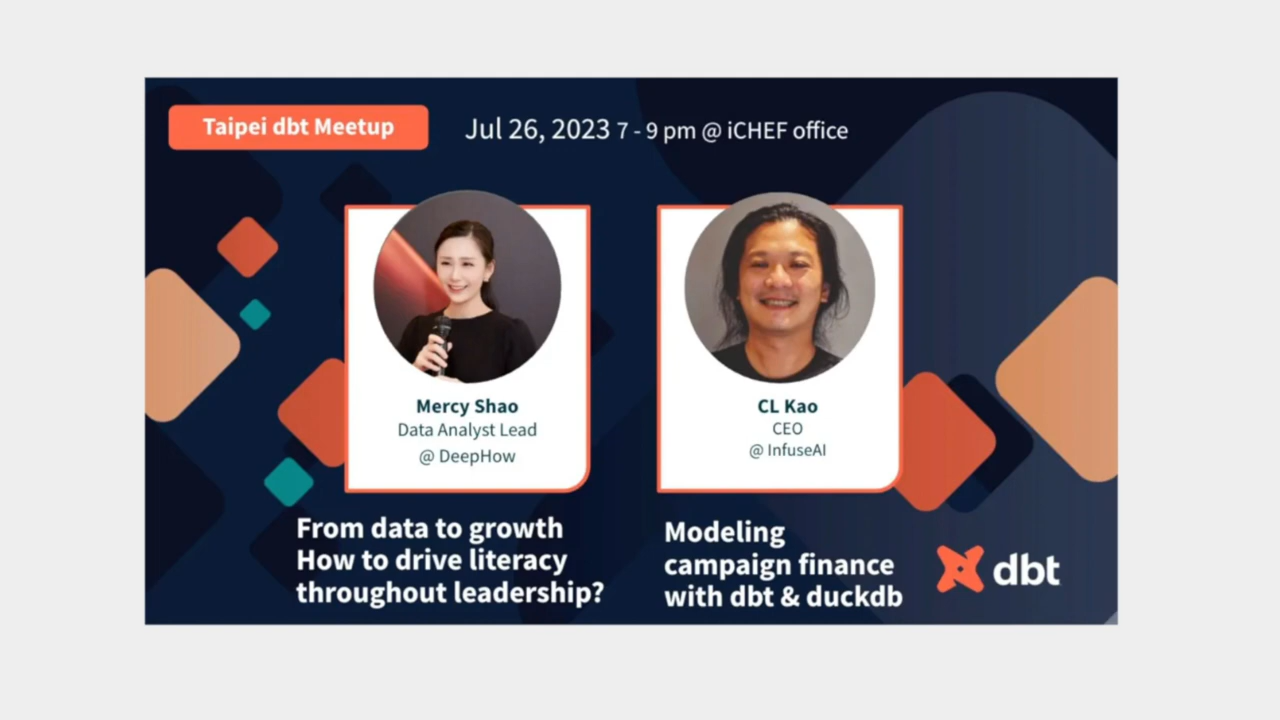 Taipei dbt Meetup
Jul 26, 2023 7 - 9 pm @ iCHEF office
Mercy Shao
Data Analyst Lead
@ DeepHow
From data to growth
How to drive literacy
throughout leadership?
CL Kao
CEO
@ InfuseAI
Modeling
campaign finance
with dbt & duckdb
dbt